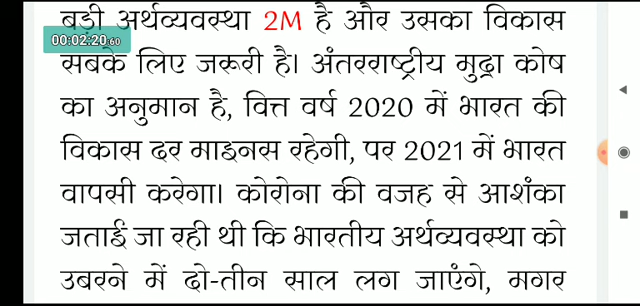 बड़ी अर्थव्यवस्था 2M है और उसका विकास
00:02:20:60
सबके लिए जरूरी है। अंतरराष्ट्रीय मुद्रा कोष
का अनुमान है, वित्त वर्ष 2020 में भारत की
विकास दर माइनस रहेगी, पर 2021 में भारत
वापसी करेगा। कोरोना की वजह से आशंका
जताई जा रही थी कि भारतीय अर्थव्यवस्था को
उबरने में दो-तीन साल लग जाएंगे, मगर